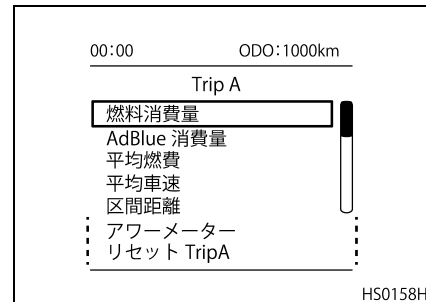 00:00 ODO:1000km
Trip A
燃料消費量
AdBlue 消費量
平均燃費
平均車速
区間距離
アワーメーター
リセット TripA
HS0158H